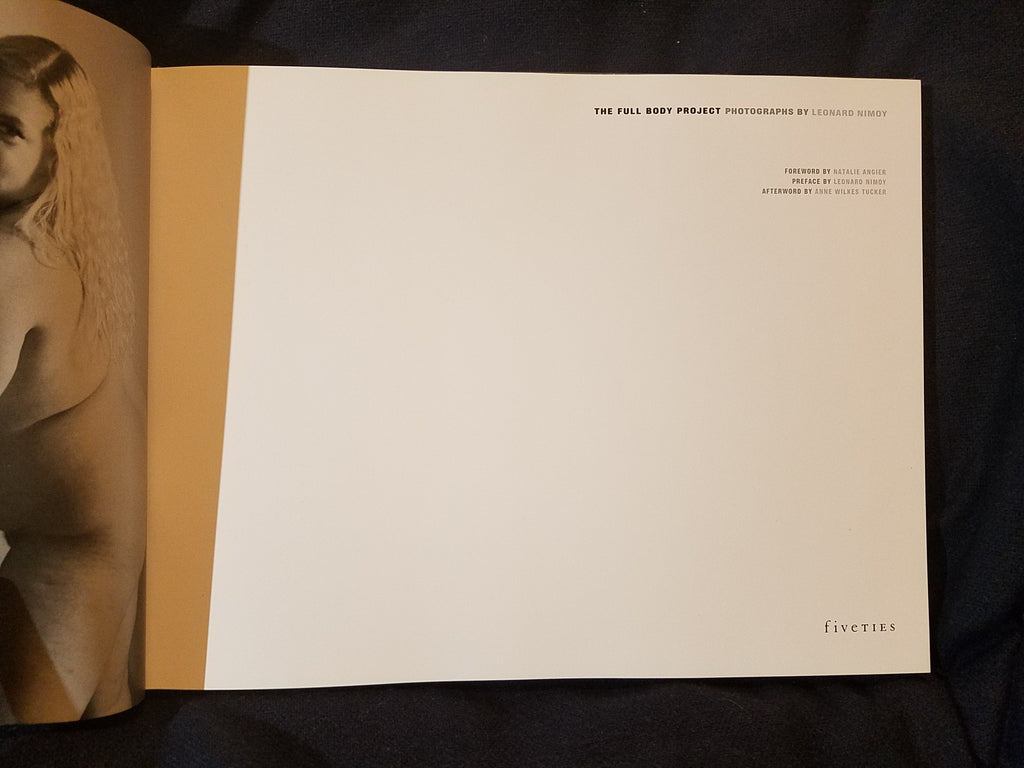 THE FULL BODY PROJECT PHOTOGRAPHS BY LEONARD NIMOY
FOREWORD BY NATALIE ANGIER
PREFACE BY LEONARD NIMOY
AFTERWORD BY ANNE WILKES TUCKER
fiveTIES